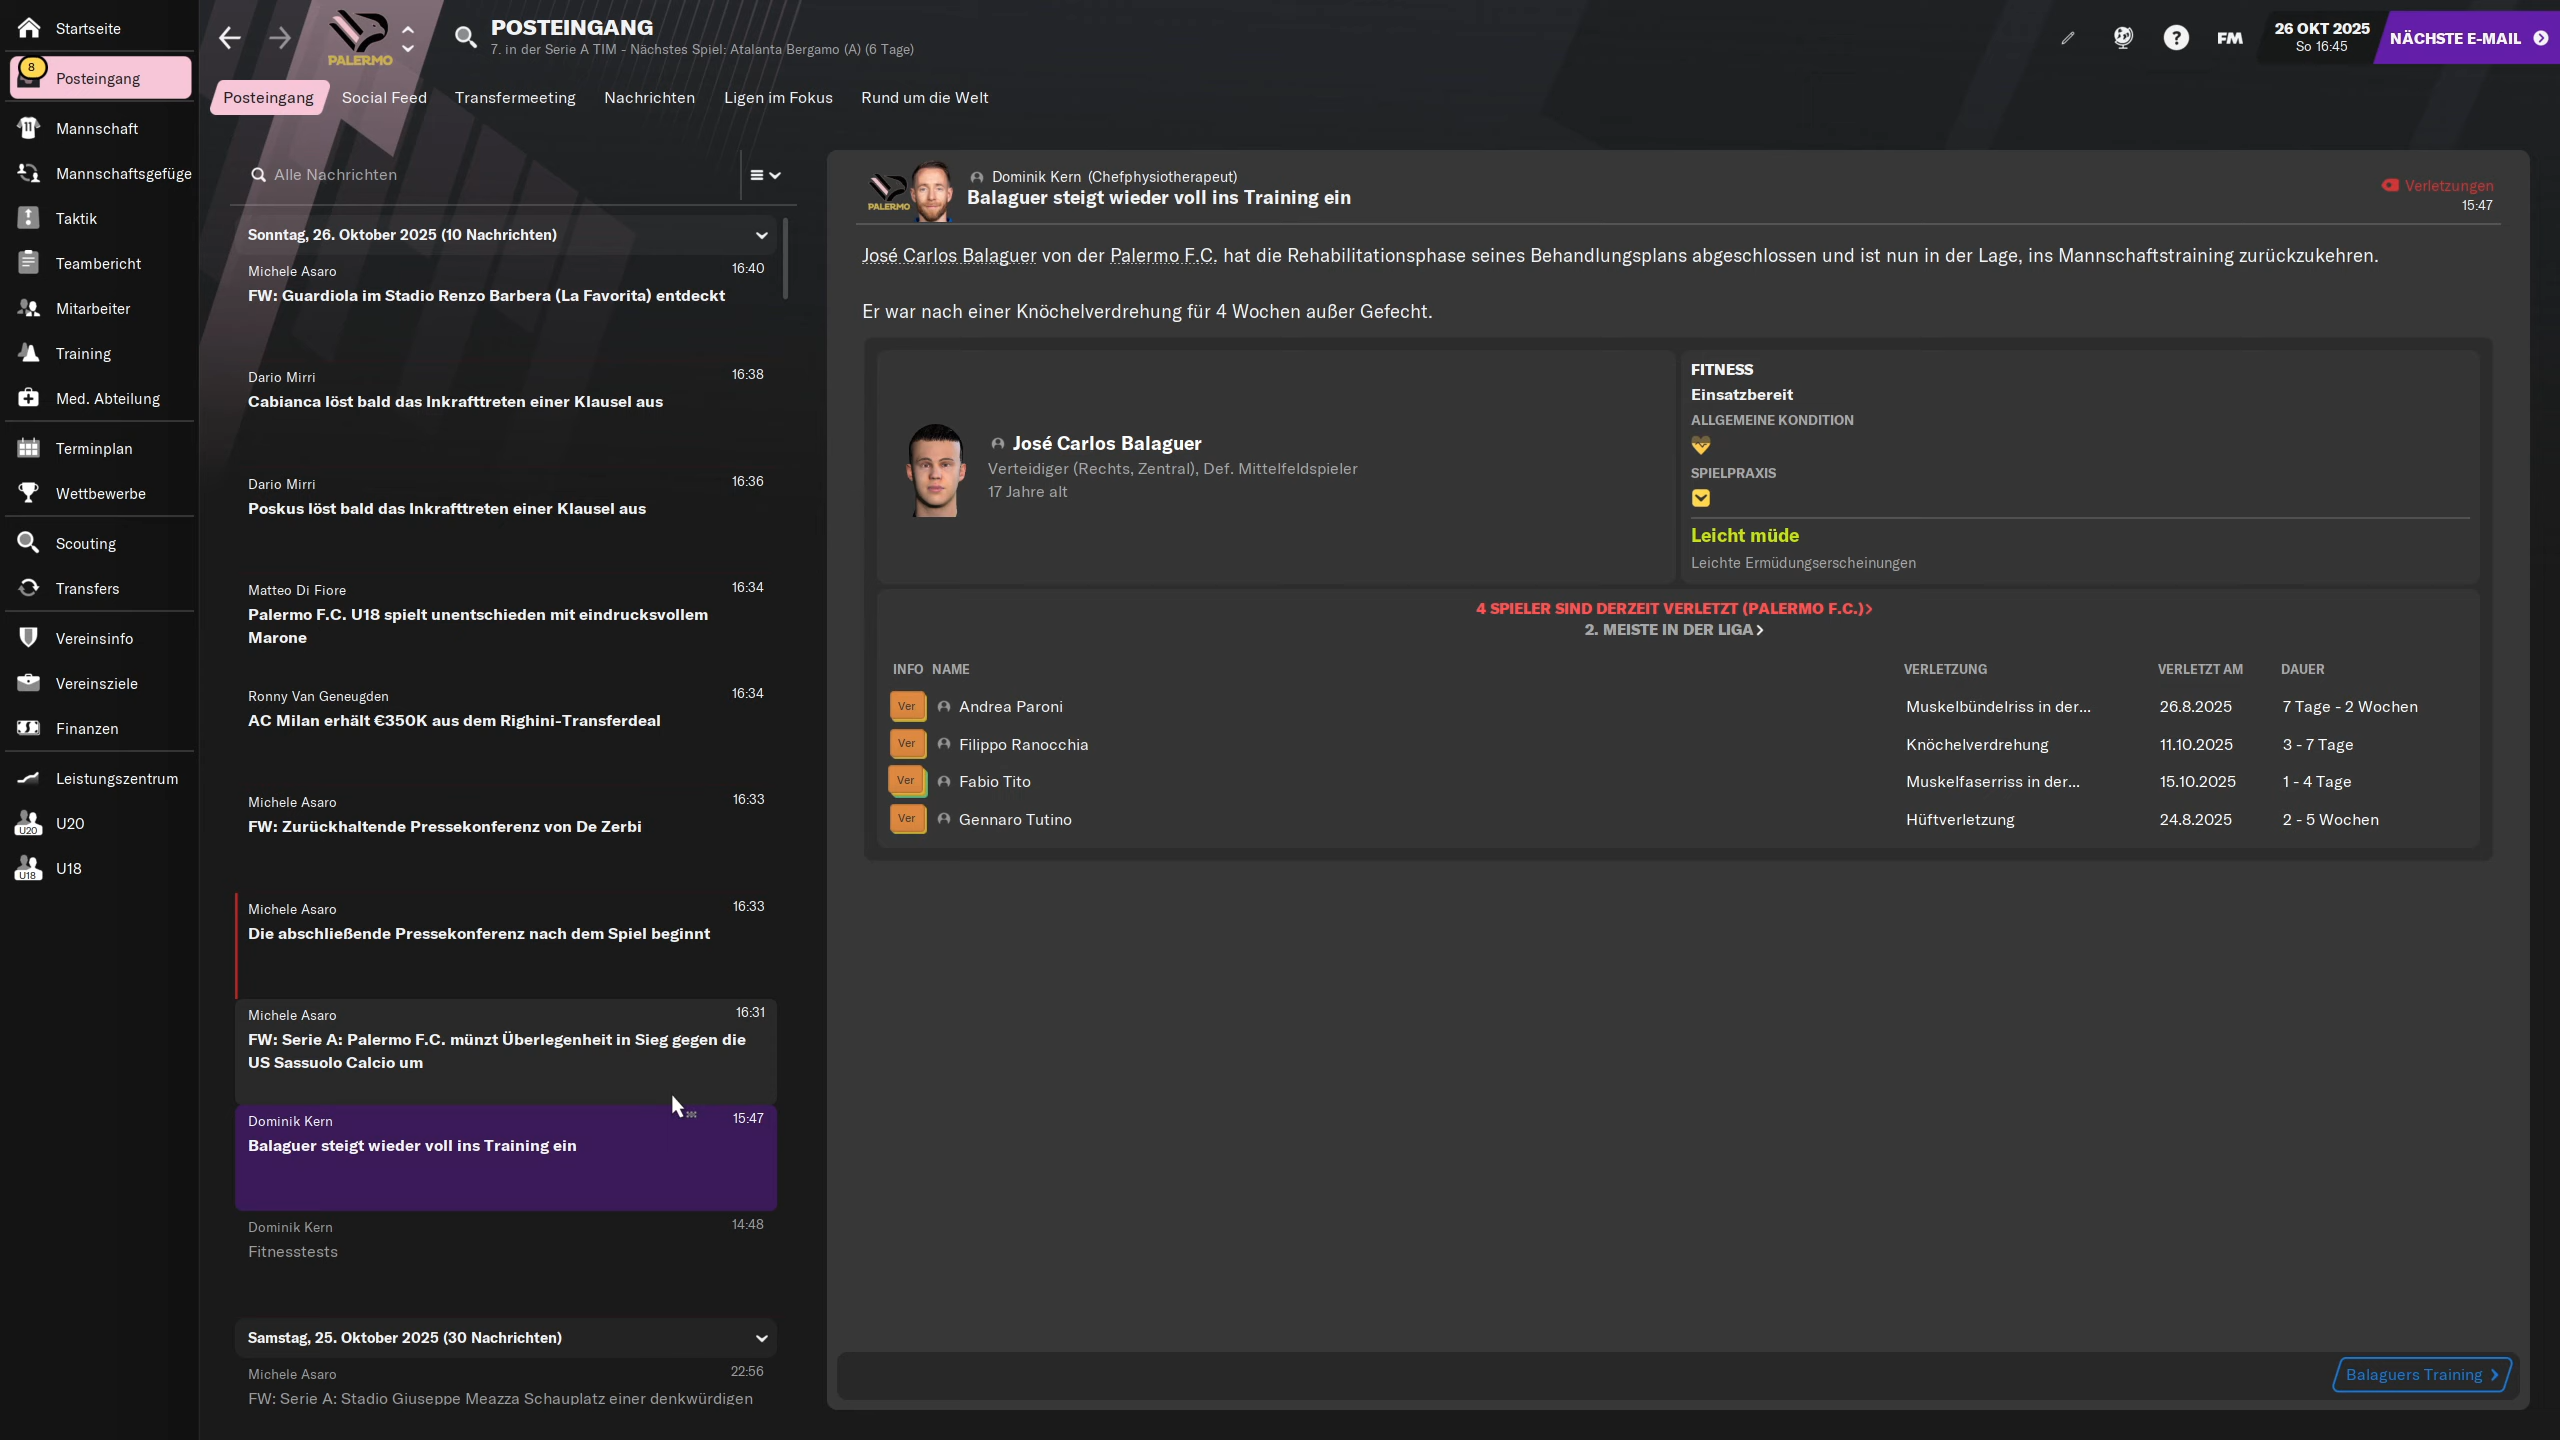 Startseite
8
Posteingang
Mannschaft
Mannschaftsgefüge
Taktik
Teambericht
Mitarbeiter
Training
Med. Abteilung
Terminplan
Wettbewerbe
Scouting
Transfers
Vereinsinfo
Vereinsziele
Finanzen
Leistungszentrum
U20
U20
U18
U18
PALERMO
POSTEINGANG
7. in der Serie A TIM - Nächstes Spiel: Atalanta Bergamo (A) (6 Tage)
FM
26 OKT 2025
So 16:45
NÄCHSTE E-MAIL
Posteingang
Social Feed
Transfermeeting
Nachrichten
Ligen im Fokus
Rund um die Welt
Alle Nachrichten
Sonntag, 26. Oktober 2025 (10 Nachrichten)
Michele Asaro
16:40
FW: Guardiola im Stadio Renzo Barbera (La Favorita) entdeckt
Dario Mirri
16:38
Cabianca löst bald das Inkrafttreten einer Klausel aus
Dario Mirri
16:36
Poskus löst bald das Inkrafttreten einer Klausel aus
Matteo Di Fiore
16:34
Palermo F.C. U18 spielt unentschieden mit eindrucksvollem
Marone
Ronny Van Geneugden
16:34
AC Milan erhält €350K aus dem Righini-Transferdeal
Michele Asaro
16:33
FW: Zurückhaltende Pressekonferenz von De Zerbi
Michele Asaro
16:33
Die abschließende Pressekonferenz nach dem Spiel beginnt
Michele Asaro
16:31
FW: Serie A: Palermo F.C. münzt Überlegenheit in Sieg gegen die
US Sassuolo Calcio um
Dominik Kern
15:47
Balaguer steigt wieder voll ins Training ein
Dominik Kern
14:48
Fitnesstests
Samstag, 25. Oktober 2025 (30 Nachrichten)
Michele Asaro
22:56
FW: Serie A: Stadio Giuseppe Meazza Schauplatz einer denkwürdigen
PALERMO
Dominik Kern (Chefphysiotherapeut)
Balaguer steigt wieder voll ins Training ein
Verletzungen
15:47
José Carlos Balaguer von der Palermo F.C. hat die Rehabilitationsphase seines Behandlungsplans abgeschlossen und ist nun in der Lage, ins Mannschaftstraining zurückzukehren.
Er war nach einer Knöchelverdrehung für 4 Wochen außer Gefecht.
José Carlos Balaguer
Verteidiger (Rechts, Zentral), Def. Mittelfeldspieler
17 Jahre alt
FITNESS
Einsatzbereit
ALLGEMEINE KONDITION
SPIELPRAXIS
Leicht müde
Leichte Ermüdungserscheinungen
4 SPIELER SIND DERZEIT VERLETZT (PALERMO F.C.)
2. MEISTE IN DER LIGA
INFO NAME VERLETZUNG VERLETZT AM DAUER
Ver Andrea Paroni Muskelbündelriss in der... 26.8.2025 7 Tage - 2 Wochen
Ver Filippo Ranocchia Knöchelverdrehung 11.10.2025 3 - 7 Tage
Ver Fabio Tito Muskelfaserriss in der... 15.10.2025 1 - 4 Tage
Ver Gennaro Tutino Hüftverletzung 24.8.2025 2 - 5 Wochen
Balaguers Training